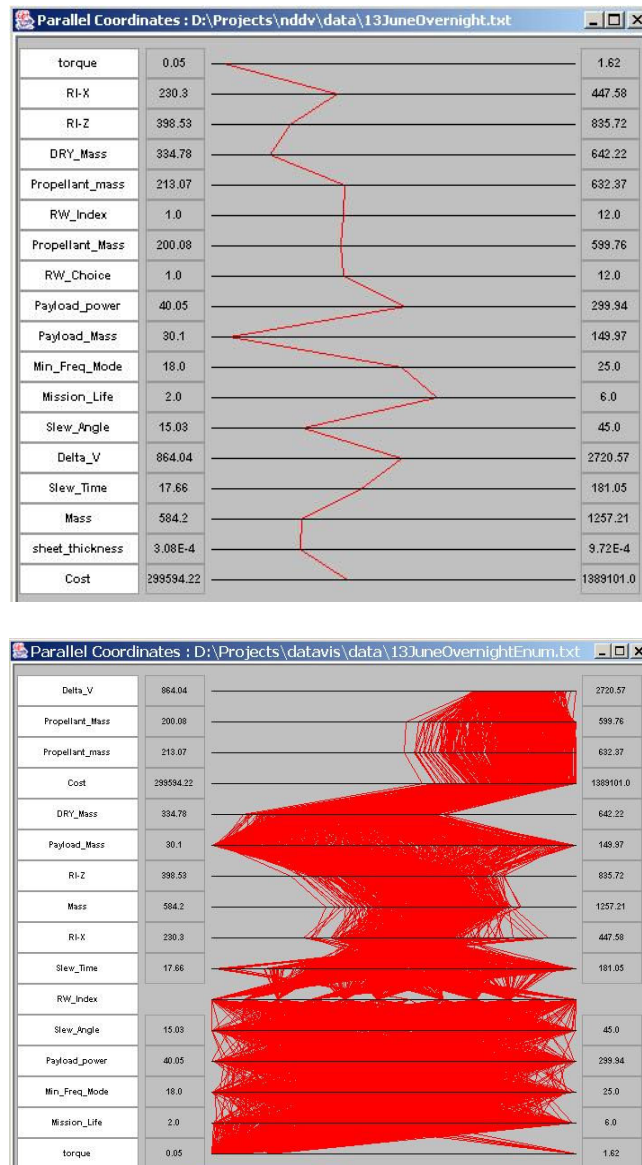 Parallel Coordinates : D:\Projects\nddv\data\13JuneOvernight.txt
torque 0.05 1.62
RI-X 230.3 447.58
RI-Z 398.53 835.72
DRY_Mass 334.78 642.22
Propellant_mass 213.07 632.37
RW_Index 1.0 12.0
Propellant_Mass 200.08 599.76
RW_Choice 1.0 12.0
Payload_power 40.05 299.94
Payload_Mass 30.1 149.97
Min_Freq_Mode 18.0 25.0
Mission_Life 2.0 6.0
Slew_Angle 15.03 45.0
Delta_V 864.04 2720.57
Slew_Time 17.66 181.05
Mass 584.2 1257.21
sheet_thickness 3.08E-4 9.72E-4
Cost 299594.22 1389101.0
Parallel Coordinates : D:\Projects\datavis\data\13JuneOvernightEnum.txt
Delta_V 864.04 2720.57
Propellant_Mass 200.08 599.76
Propellant_mass 213.07 632.37
Cost 299594.22 1389101.0
DRY_Mass 334.78 642.22
Payload_Mass 30.1 149.97
RI-Z 398.53 835.72
Mass 584.2 1257.21
RI-X 230.3 447.58
Slew_Time 17.66 181.05
RW_Index
Slew_Angle 15.03 45.0
Payload_power 40.05 299.94
Min_Freq_Mode 18.0 25.0
Mission_Life 2.0 6.0
torque 0.05 1.62